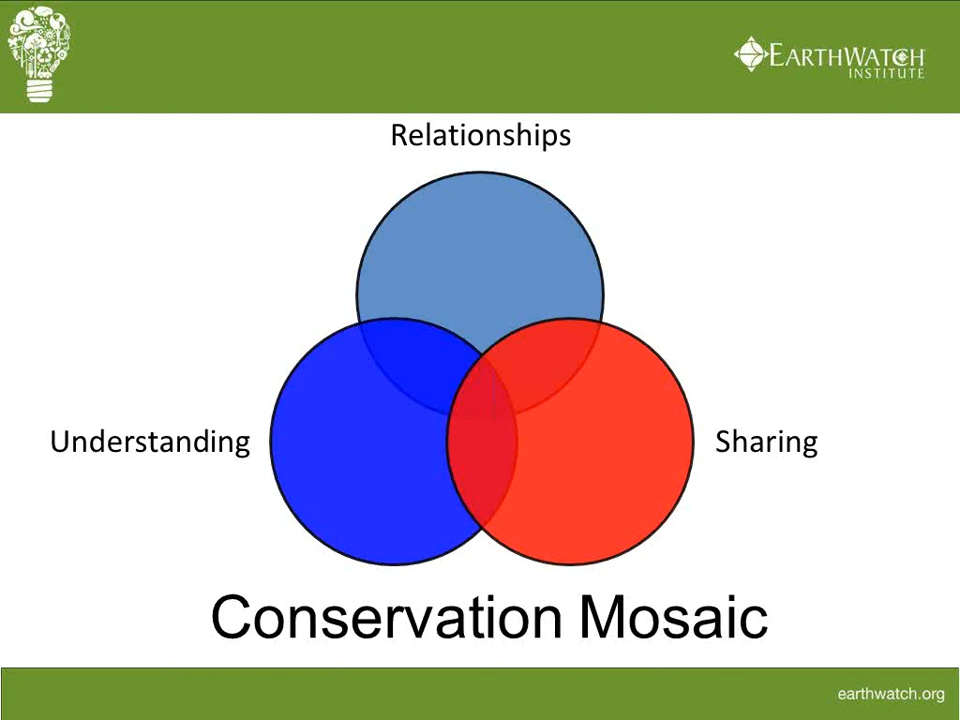 EARTHWATCH
INSTITUTE
Relationships
Understanding
Sharing
Conservation Mosaic
earthwatch.org